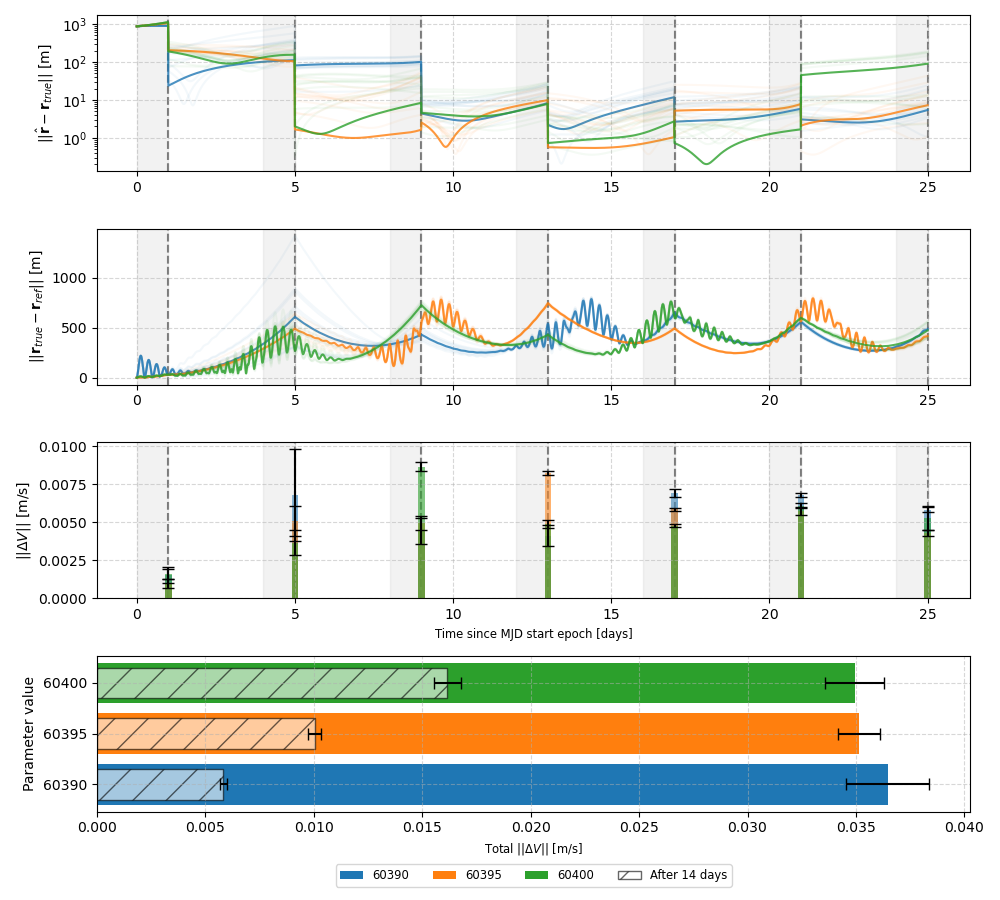 10³
10²
10¹
10⁰
||r̂ − r_true|| [m]
0 5 10 15 20 25
1000
500
0
||r_true − r_ref|| [m]
0 5 10 15 20 25
0.0100
0.0075
0.0050
0.0025
0.0000
||ΔV|| [m/s]
0 5 10 15 20 25
Time since MJD start epoch [days]
60400
60395
60390
Parameter value
0.000 0.005 0.010 0.015 0.020 0.025 0.030 0.035 0.040
Total ||ΔV|| [m/s]
60390 60395 60400 After 14 days